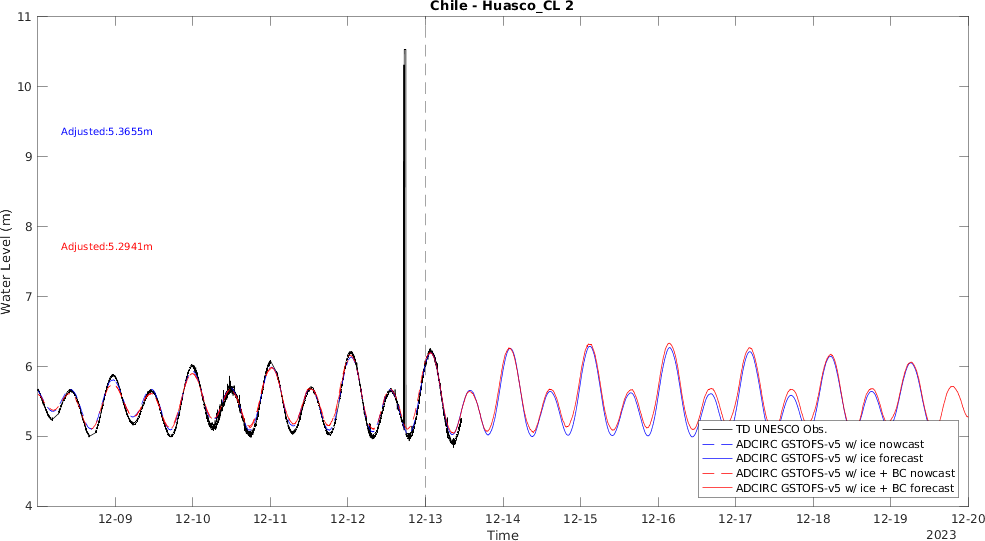 Chile - Huasco_CL 2
11
10
9
8
7
6
5
4
Water Level (m)
Adjusted:5.3655m
Adjusted:5.2941m
TD UNESCO Obs.
ADCIRC GSTOFS-v5 w/ ice nowcast
ADCIRC GSTOFS-v5 w/ ice forecast
ADCIRC GSTOFS-v5 w/ ice + BC nowcast
ADCIRC GSTOFS-v5 w/ ice + BC forecast
12-09 12-10 12-11 12-12 12-13 12-14 12-15 12-16 12-17 12-18 12-19 12-20
Time
2023